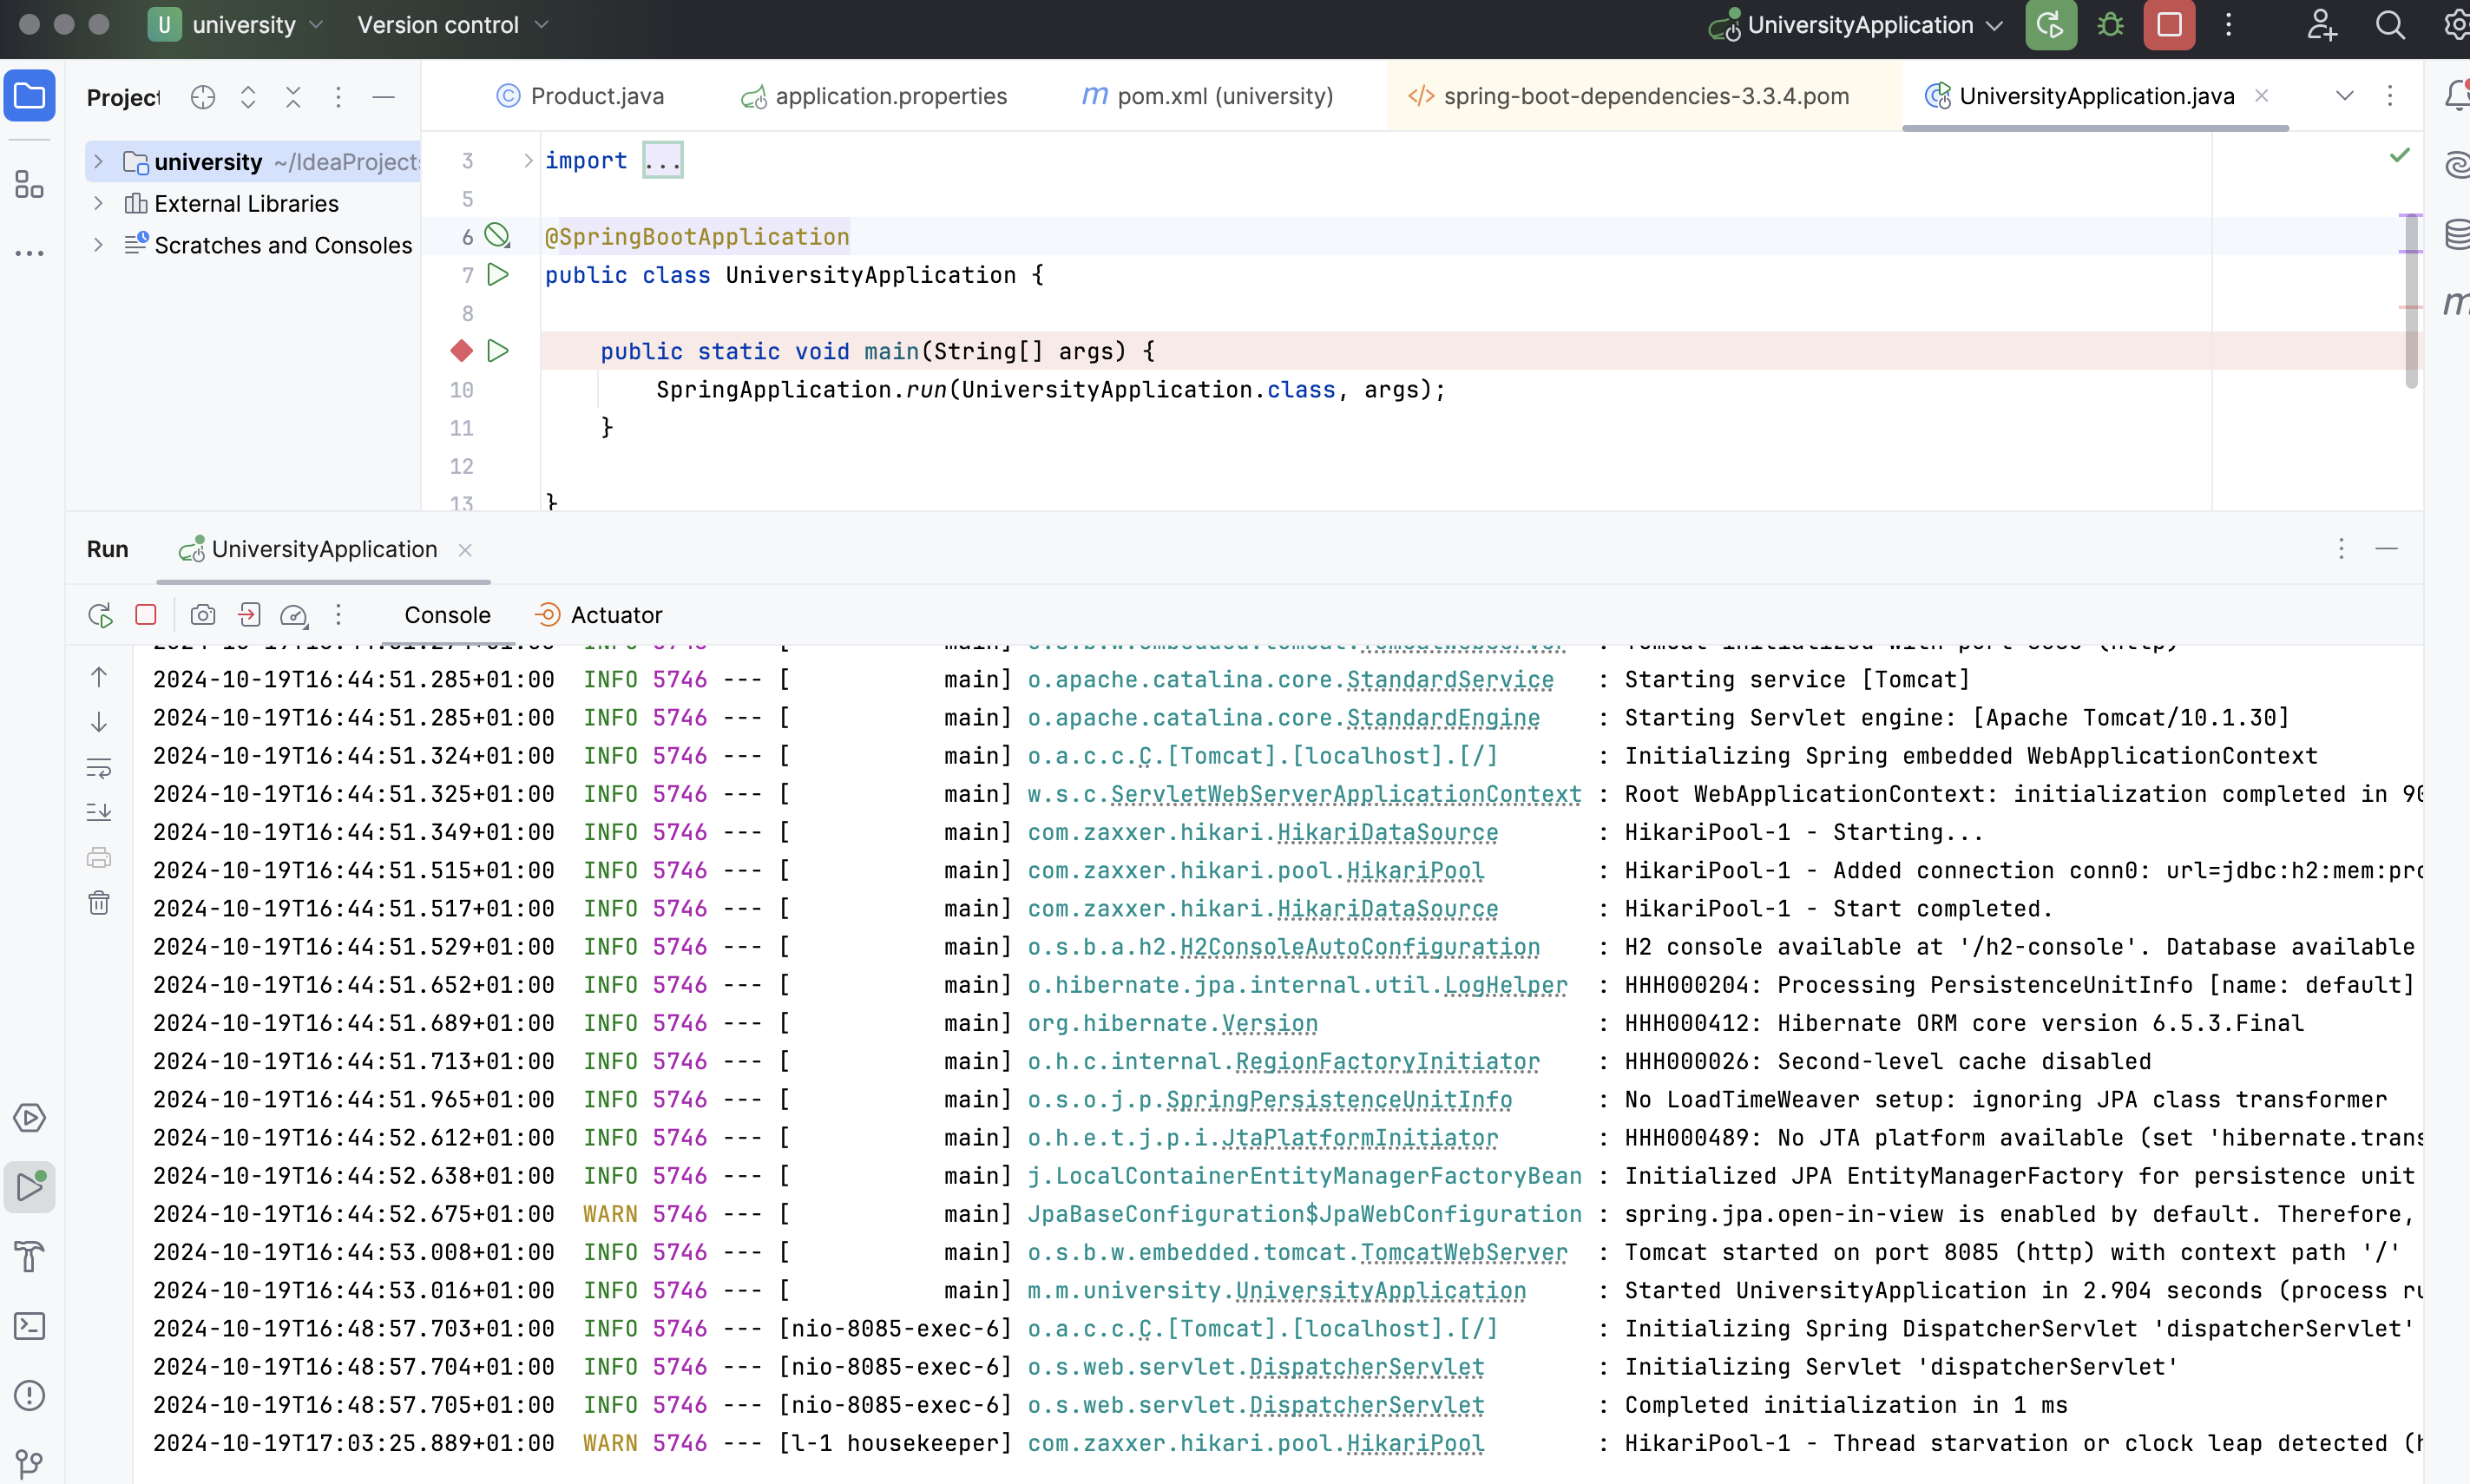 U university Version control UniversityApplication
Project
Product.java application.properties pom.xml (university) spring-boot-dependencies-3.3.4.pom UniversityApplication.java
university ~/IdeaProjects
External Libraries
Scratches and Consoles
3 import ...
5
6 @SpringBootApplication
7 public class UniversityApplication {
8
public static void main(String[] args) {
10 SpringApplication.run(UniversityApplication.class, args);
11 }
12
13 }
Run UniversityApplication
Console Actuator
2024-10-19T16:44:51.285+01:00 INFO 5746 --- [ main] o.apache.catalina.core.StandardService : Starting service [Tomcat]
2024-10-19T16:44:51.285+01:00 INFO 5746 --- [ main] o.apache.catalina.core.StandardEngine : Starting Servlet engine: [Apache Tomcat/10.1.30]
2024-10-19T16:44:51.324+01:00 INFO 5746 --- [ main] o.a.c.c.C.[Tomcat].[localhost].[/] : Initializing Spring embedded WebApplicationContext
2024-10-19T16:44:51.325+01:00 INFO 5746 --- [ main] w.s.c.ServletWebServerApplicationContext : Root WebApplicationContext: initialization completed in 90
2024-10-19T16:44:51.349+01:00 INFO 5746 --- [ main] com.zaxxer.hikari.HikariDataSource : HikariPool-1 - Starting...
2024-10-19T16:44:51.515+01:00 INFO 5746 --- [ main] com.zaxxer.hikari.pool.HikariPool : HikariPool-1 - Added connection conn0: url=jdbc:h2:mem:pro
2024-10-19T16:44:51.517+01:00 INFO 5746 --- [ main] com.zaxxer.hikari.HikariDataSource : HikariPool-1 - Start completed.
2024-10-19T16:44:51.529+01:00 INFO 5746 --- [ main] o.s.b.a.h2.H2ConsoleAutoConfiguration : H2 console available at '/h2-console'. Database available
2024-10-19T16:44:51.652+01:00 INFO 5746 --- [ main] o.hibernate.jpa.internal.util.LogHelper : HHH000204: Processing PersistenceUnitInfo [name: default]
2024-10-19T16:44:51.689+01:00 INFO 5746 --- [ main] org.hibernate.Version : HHH000412: Hibernate ORM core version 6.5.3.Final
2024-10-19T16:44:51.713+01:00 INFO 5746 --- [ main] o.h.c.internal.RegionFactoryInitiator : HHH000026: Second-level cache disabled
2024-10-19T16:44:51.965+01:00 INFO 5746 --- [ main] o.s.o.j.p.SpringPersistenceUnitInfo : No LoadTimeWeaver setup: ignoring JPA class transformer
2024-10-19T16:44:52.612+01:00 INFO 5746 --- [ main] o.h.e.t.j.p.i.JtaPlatformInitiator : HHH000489: No JTA platform available (set 'hibernate.trans
2024-10-19T16:44:52.638+01:00 INFO 5746 --- [ main] j.LocalContainerEntityManagerFactoryBean : Initialized JPA EntityManagerFactory for persistence unit
2024-10-19T16:44:52.675+01:00 WARN 5746 --- [ main] JpaBaseConfiguration$JpaWebConfiguration : spring.jpa.open-in-view is enabled by default. Therefore,
2024-10-19T16:44:53.008+01:00 INFO 5746 --- [ main] o.s.b.w.embedded.tomcat.TomcatWebServer : Tomcat started on port 8085 (http) with context path '/'
2024-10-19T16:44:53.016+01:00 INFO 5746 --- [ main] m.m.university.UniversityApplication : Started UniversityApplication in 2.904 seconds (process ru
2024-10-19T16:48:57.703+01:00 INFO 5746 --- [nio-8085-exec-6] o.a.c.c.C.[Tomcat].[localhost].[/] : Initializing Spring DispatcherServlet 'dispatcherServlet'
2024-10-19T16:48:57.704+01:00 INFO 5746 --- [nio-8085-exec-6] o.s.web.servlet.DispatcherServlet : Initializing Servlet 'dispatcherServlet'
2024-10-19T16:48:57.705+01:00 INFO 5746 --- [nio-8085-exec-6] o.s.web.servlet.DispatcherServlet : Completed initialization in 1 ms
2024-10-19T17:03:25.889+01:00 WARN 5746 --- [l-1 housekeeper] com.zaxxer.hikari.pool.HikariPool : HikariPool-1 - Thread starvation or clock leap detected (h